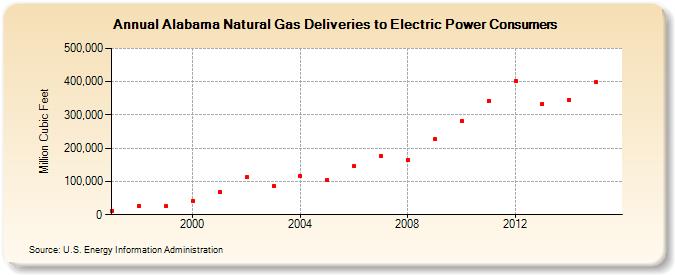 Annual Alabama Natural Gas Deliveries to Electric Power Consumers
Million Cubic Feet
500,000
400,000
300,000
200,000
100,000
0
2000 2004 2008 2012
Source: U.S. Energy Information Administration